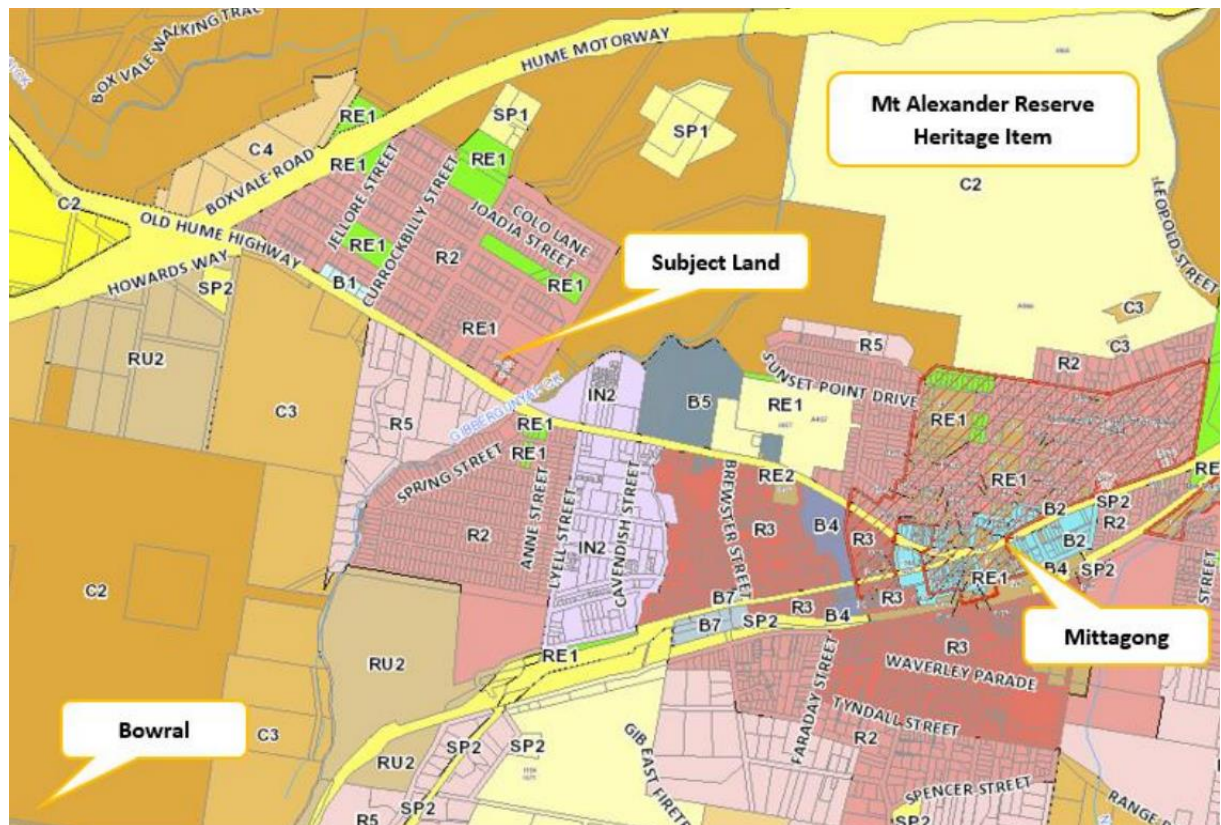 BOX VALE WALKING TRAC
HUME MOTORWAY
Mt Alexander Reserve
Heritage Item
C2
LEOPOLD STREET
SP1
SP1
RE1
C4
RE1
RE1
BOXVALE ROAD
JELLORE STREET
CURROCKBILLY STREET
COLO LANE
JOADJA STREET
C2
OLD HUME HIGHWAY
HOWARDS WAY
RE1
R2
RE1
Subject Land
SP2
B1
RE1
C3
C3
RU2
C3
R5
R5
R2
SUNSET POINT DRIVE
IN2
B5
RE1
RE1
RE1
RE1
SPRING STREET
ANNE STREET
LYELL STREET
CAVENDISH STREET
IN2
BREWSTER STREET
RE2
R3
B4
R3
RE1
B2
SP2
RE
R2
B2
R2
C2
B4
SP2
RE1
STREET
B7
R3
R3
B7
SP2
B4
Mittagong
RE1
R3
WAVERLEY PARADE
RU2
FARADAY STREET
TYNDALL STREET
Bowral
C3
SP2
SP2
R2
RU2
GIB EAST FIRETR
SPENCER STREET
R5
SP2
RANGE